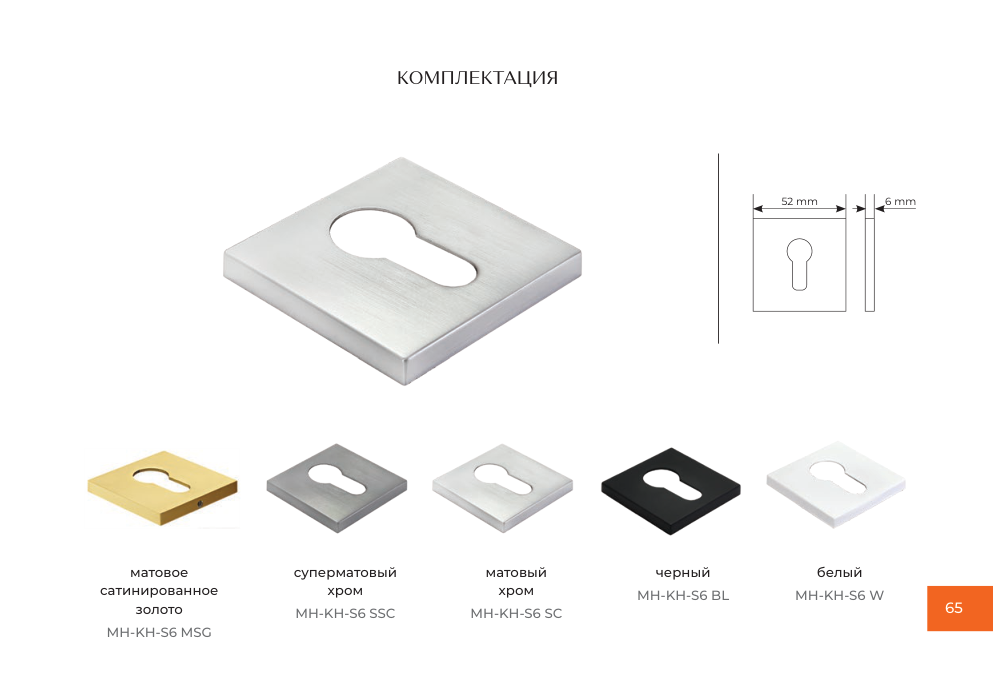 КОМПЛЕКТАЦИЯ
52 mm
6 mm
матовое
сатинированное
золото
MH-KH-S6 MSG
суперматовый
хром
MH-KH-S6 SSC
матовый
хром
MH-KH-S6 SC
черный
MH-KH-S6 BL
белый
MH-KH-S6 W
65